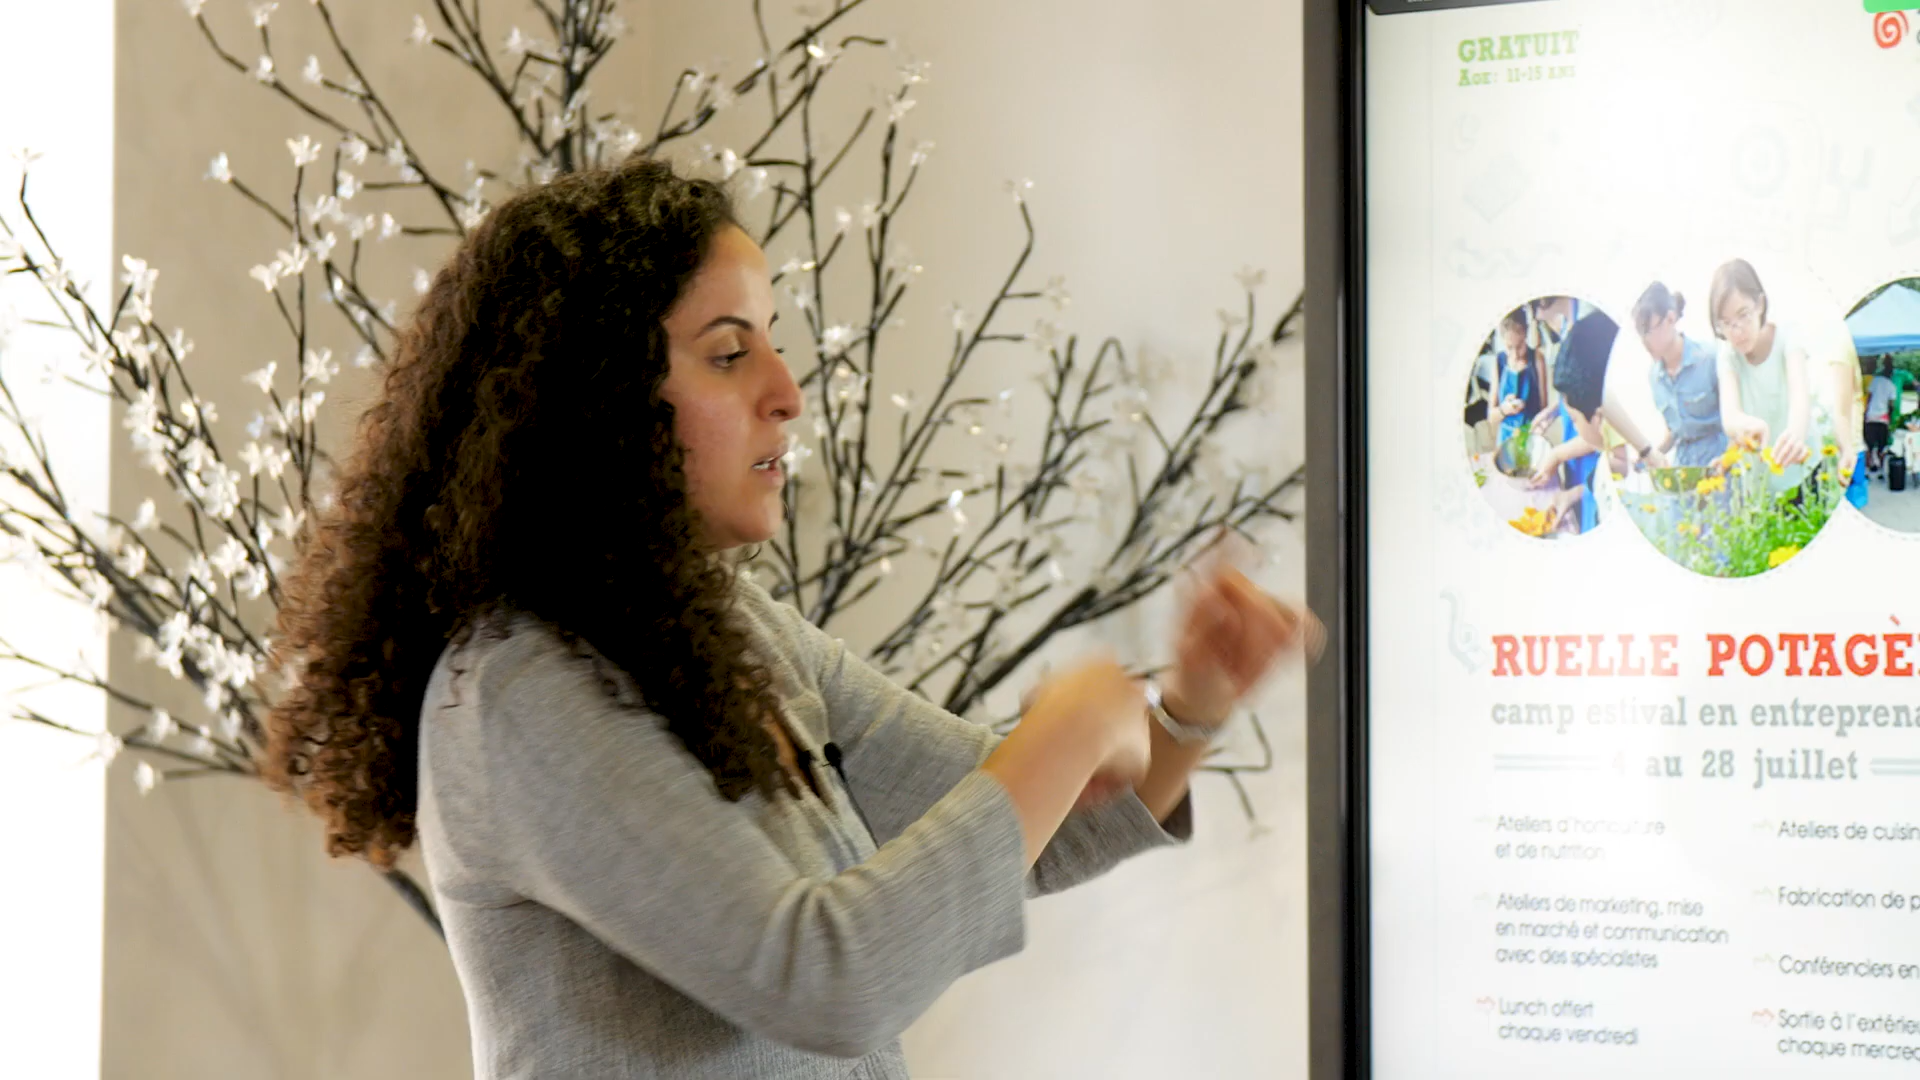 GRATUIT
AGE: 11-15 ANS
RUELLE POTAGÈ
camp estival en entreprena
4 au 28 juillet
Ateliers d'horticulture
et de nutrition
Ateliers de cuisin
Ateliers de marketing, mise
en marché et communication
avec des spécialistes
Fabrication de p
Conférenciers en
Lunch offert
chaque vendredi
Sortie à l'extérie
chaque mercred